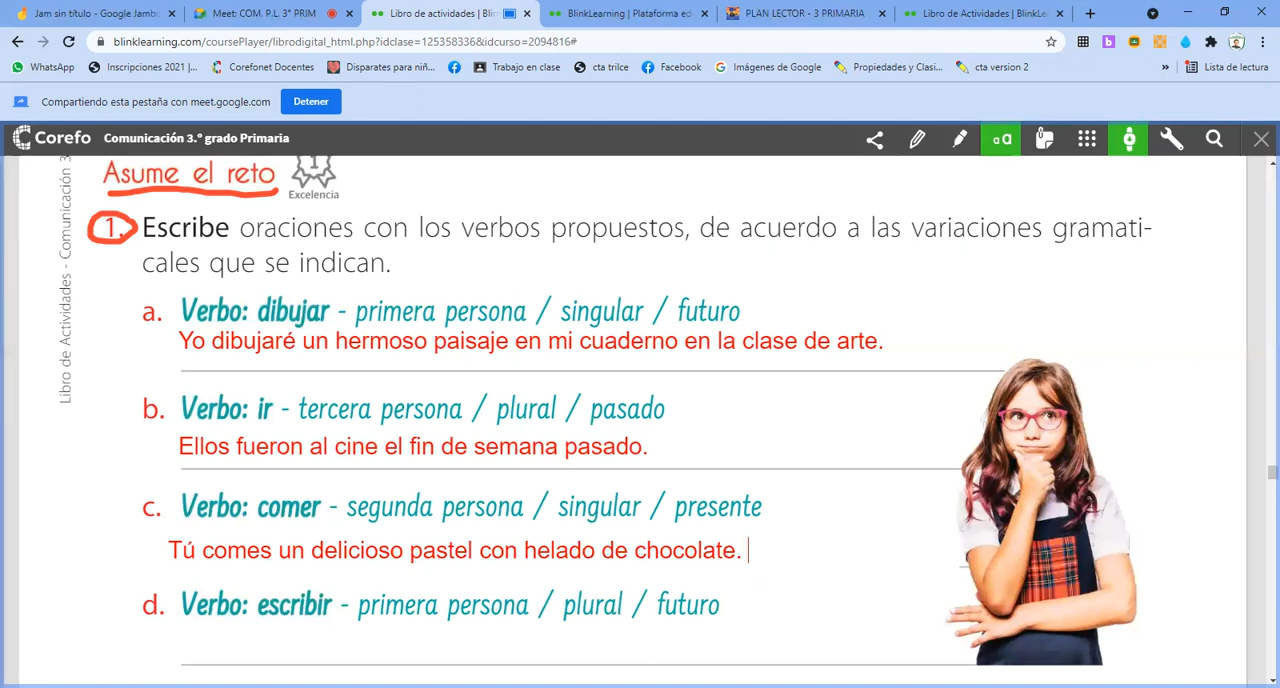 Jam sin título - Google Jambo
Meet: COM. P.L. 3° PRIM
Libro de actividades | Blin
BlinkLearning | Plataforma ed
PLAN LECTOR - 3 PRIMARIA
Libro de Actividades | BlinkLe
blinklearning.com/coursePlayer/librodigital_html.php?idclase=125358336&idcurso=2094816#
WhatsApp
Inscripciones 2021 |...
Corefonet Docentes
Disparates para niñ...
Trabajo en clase
cta trilce
Facebook
Imágenes de Google
Propiedades y Clasi...
cta version 2
»
Lista de lectura
Compartiendo esta pestaña con meet.google.com
Detener
Corefo
Comunicación 3.º grado Primaria
aA
Libro de Actividades - Comunicación 3
Asume el reto
1
Excelencia
1. Escribe oraciones con los verbos propuestos, de acuerdo a las variaciones gramati-
cales que se indican.
a. Verbo: dibujar - primera persona / singular / futuro
Yo dibujaré un hermoso paisaje en mi cuaderno en la clase de arte.
b. Verbo: ir - tercera persona / plural / pasado
Ellos fueron al cine el fin de semana pasado.
c. Verbo: comer - segunda persona / singular / presente
Tú comes un delicioso pastel con helado de chocolate.
d. Verbo: escribir - primera persona / plural / futuro